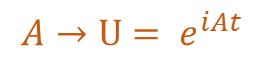 A → U = e^{iAt}